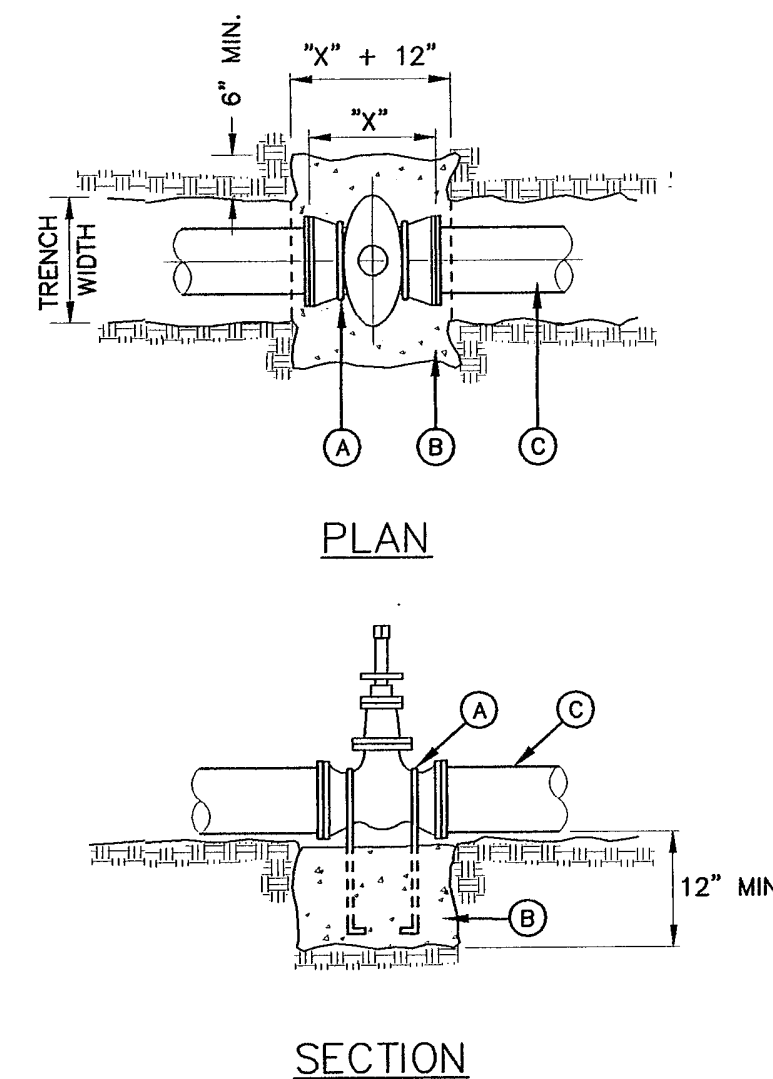 6" MIN.
"X" + 12"
"X"
TRENCH
WIDTH
A
B
C
PLAN
A
C
12" MIN
B
SECTION